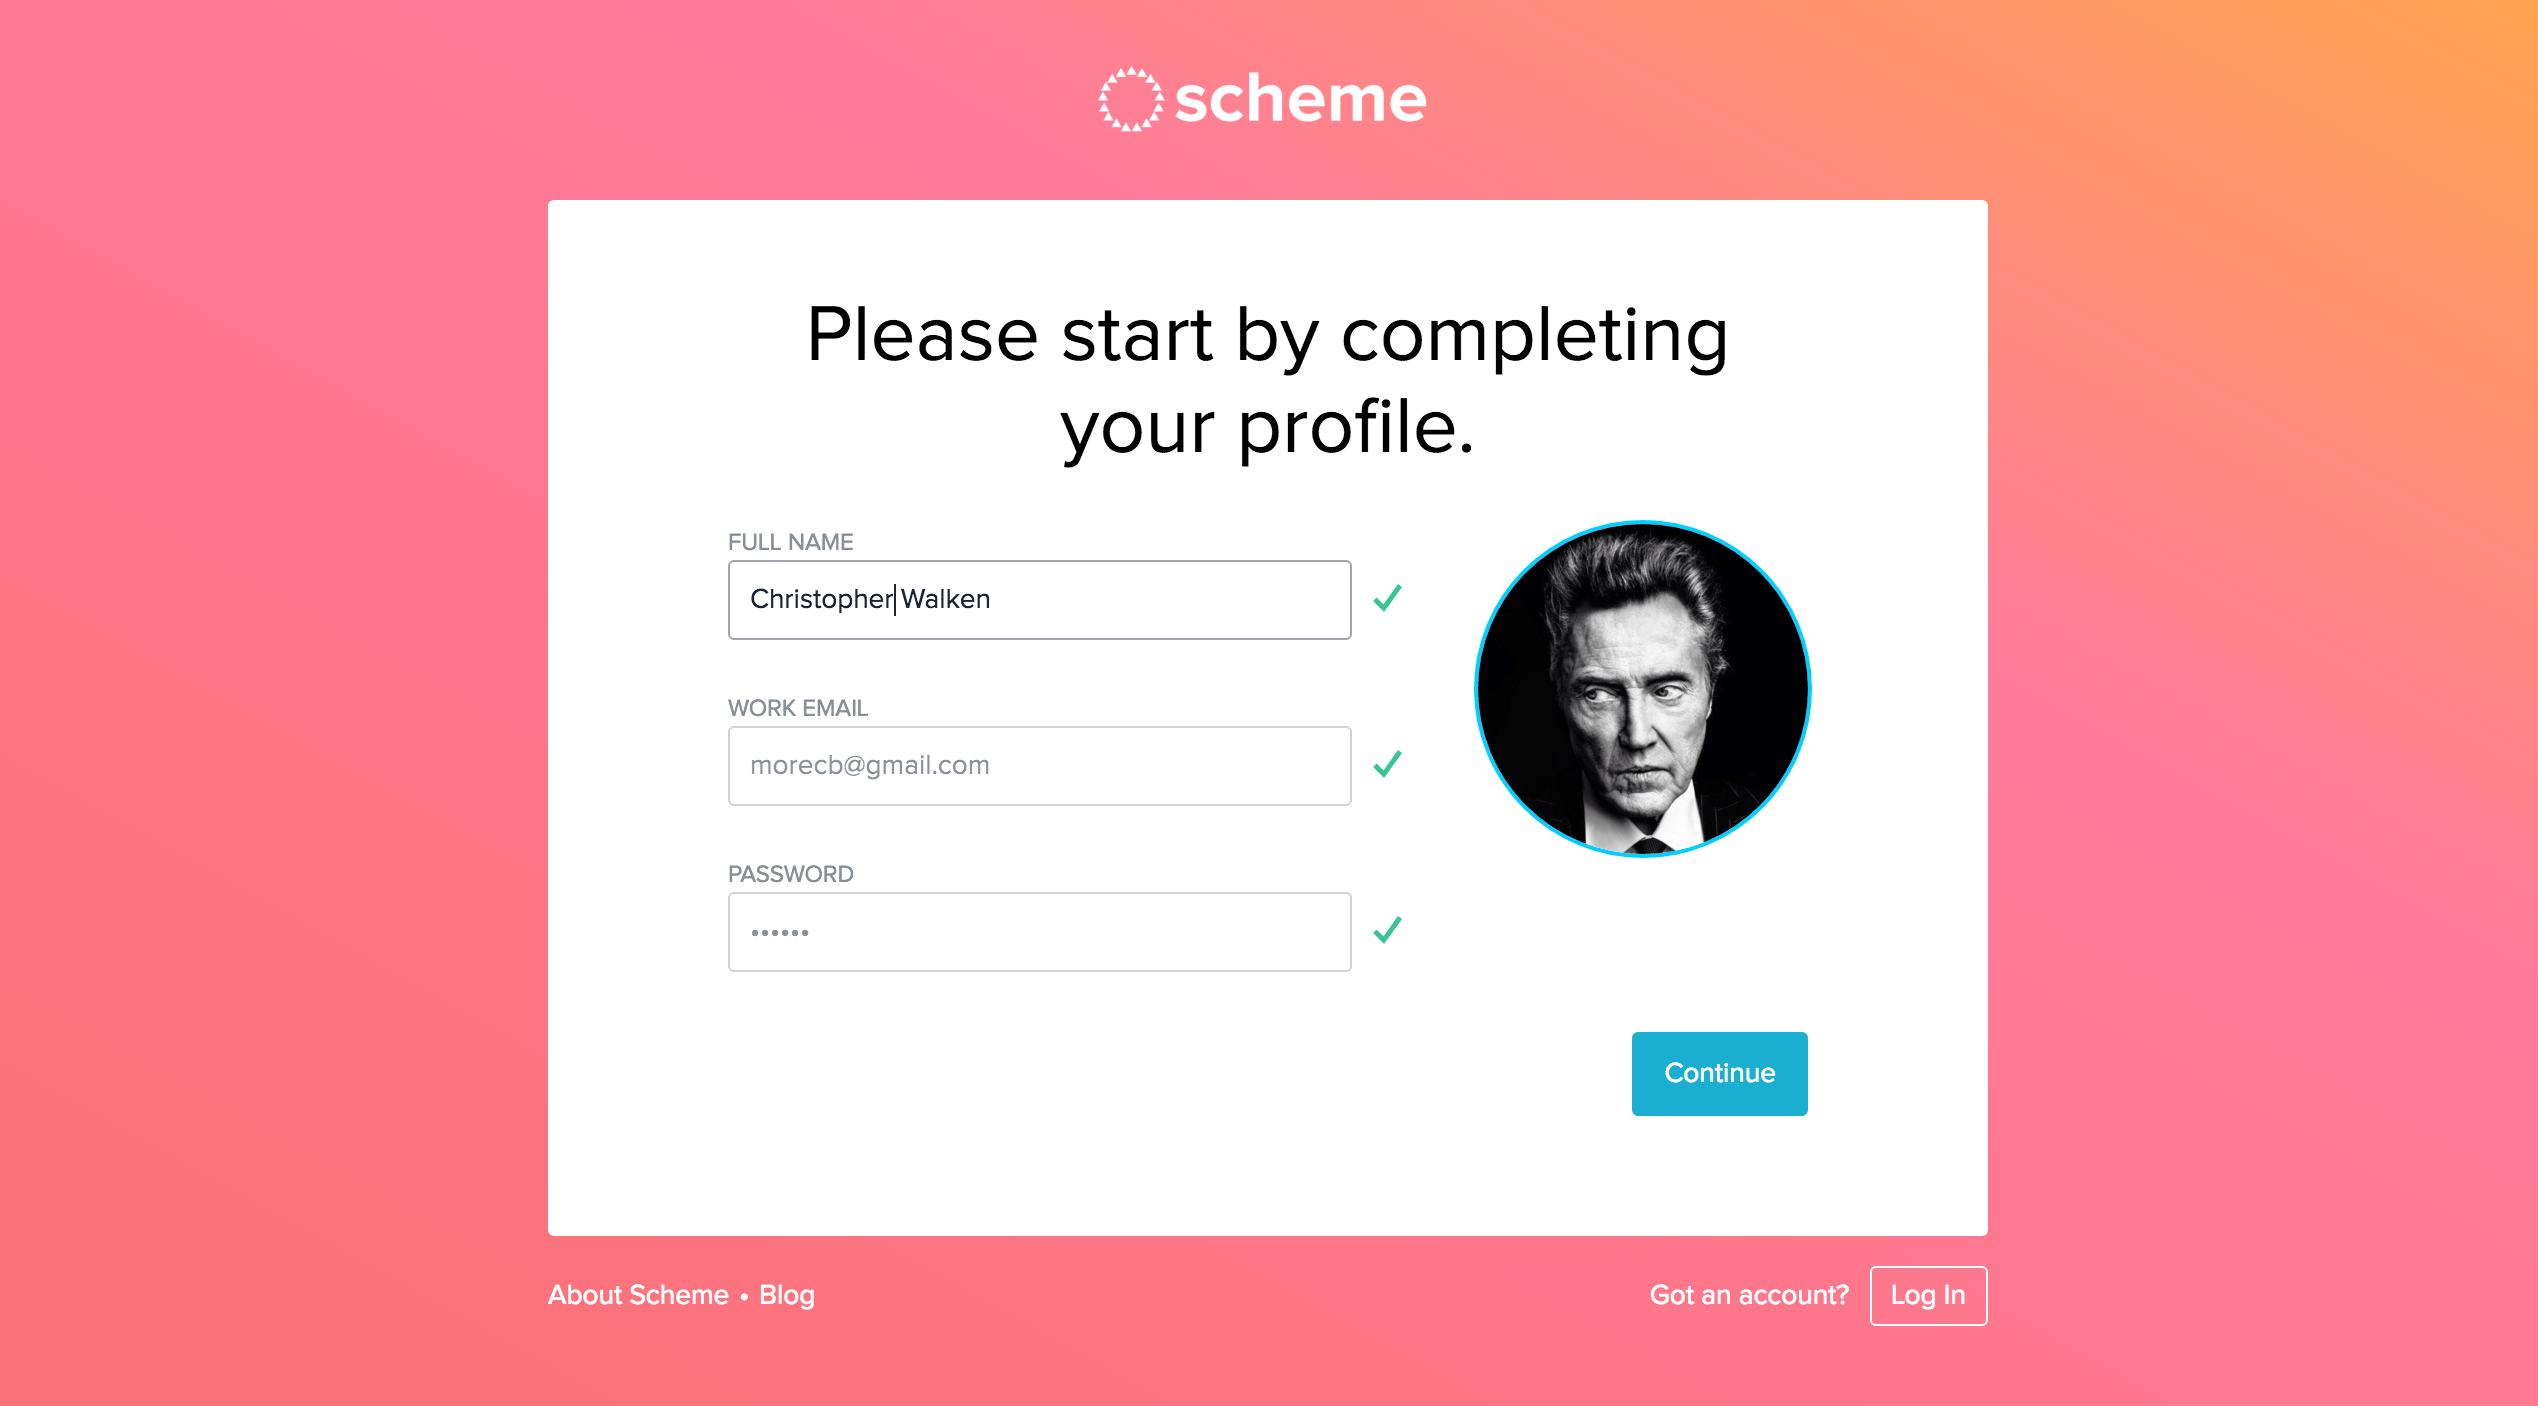 scheme
Please start by completing
your profile.
FULL NAME
Christopher Walken
WORK EMAIL
morecb@gmail.com
PASSWORD
••••••
Continue
About Scheme • Blog
Got an account? Log In